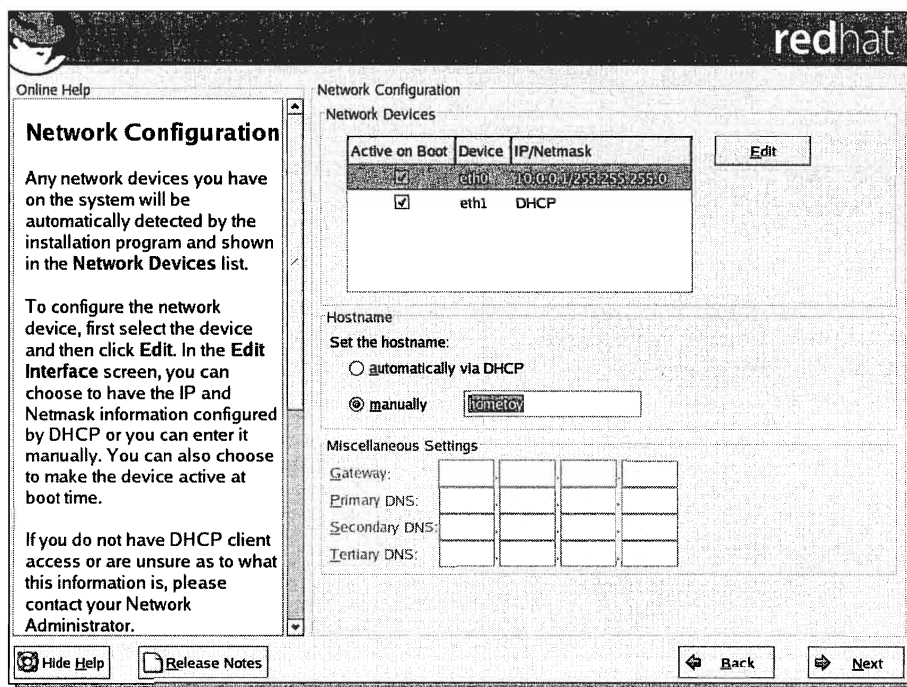 redhat
Online Help
Network Configuration
Any network devices you have
on the system will be
automatically detected by the
installation program and shown
in the Network Devices list.
To configure the network
device, first select the device
and then click Edit. In the Edit
Interface screen, you can
choose to have the IP and
Netmask information configured
by DHCP or you can enter it
manually. You can also choose
to make the device active at
boot time.
If you do not have DHCP client
access or are unsure as to what
this information is, please
contact your Network
Administrator.
Network Configuration
Network Devices
Active on Boot Device IP/Netmask
eth0 10.0.0.1/255.255.255.0
eth1 DHCP
Edit
Hostname
Set the hostname:
automatically via DHCP
manually hometoy
Miscellaneous Settings
Gateway:
Primary DNS:
Secondary DNS:
Tertiary DNS:
Hide Help Release Notes Back Next